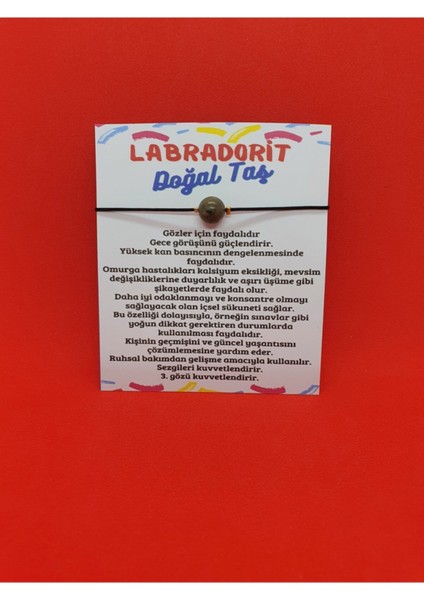 LABRADORİT
Doğal Taş
Gözler için faydalıdır
Gece görüşünü güçlendirir.
Yüksek kan basıncının dengelenmesinde
faydalıdır.
Omurga hastalıkları kalsiyum eksikliği, mevsim
değişikliklerine duyarlılık ve aşırı üşüme gibi
şikayetlerde faydalı olur.
Daha iyi odaklanmayı ve konsantre olmayı
sağlayacak olan içsel sükuneti sağlar.
Bu özelliği dolayısıyla, örneğin sınavlar gibi
yoğun dikkat gerektiren durumlarda
kullanılması faydalıdır.
Kişinin geçmişini ve güncel yaşantısını
çözümlemesine yardım eder.
Ruhsal bakımdan gelişme amacıyla kullanılır.
Sezgileri kuvvetlendirir.
3. gözü kuvvetlendirir.